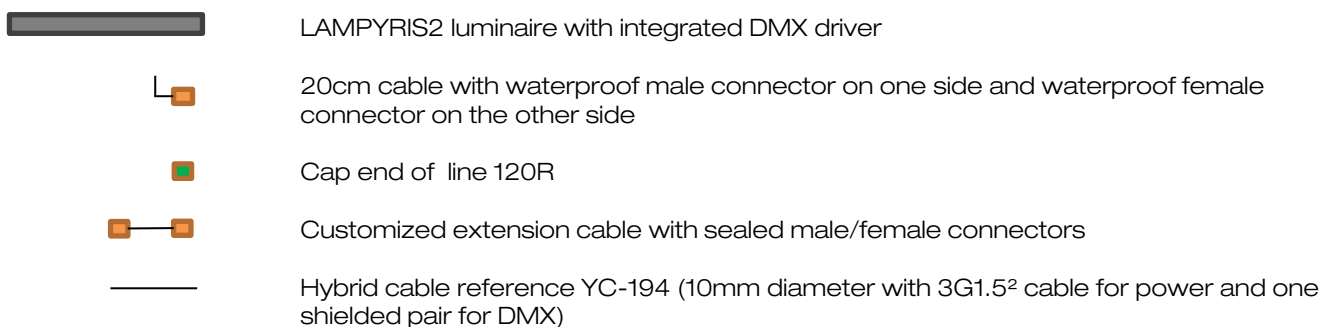 LAMPYRIS2 luminaire with integrated DMX driver
20cm cable with waterproof male connector on one side and waterproof female
connector on the other side
Cap end of  line 120R
Customized extension cable with sealed male/female connectors
Hybrid cable reference YC-194 (10mm diameter with 3G1.5² cable for power and one
shielded pair for DMX)